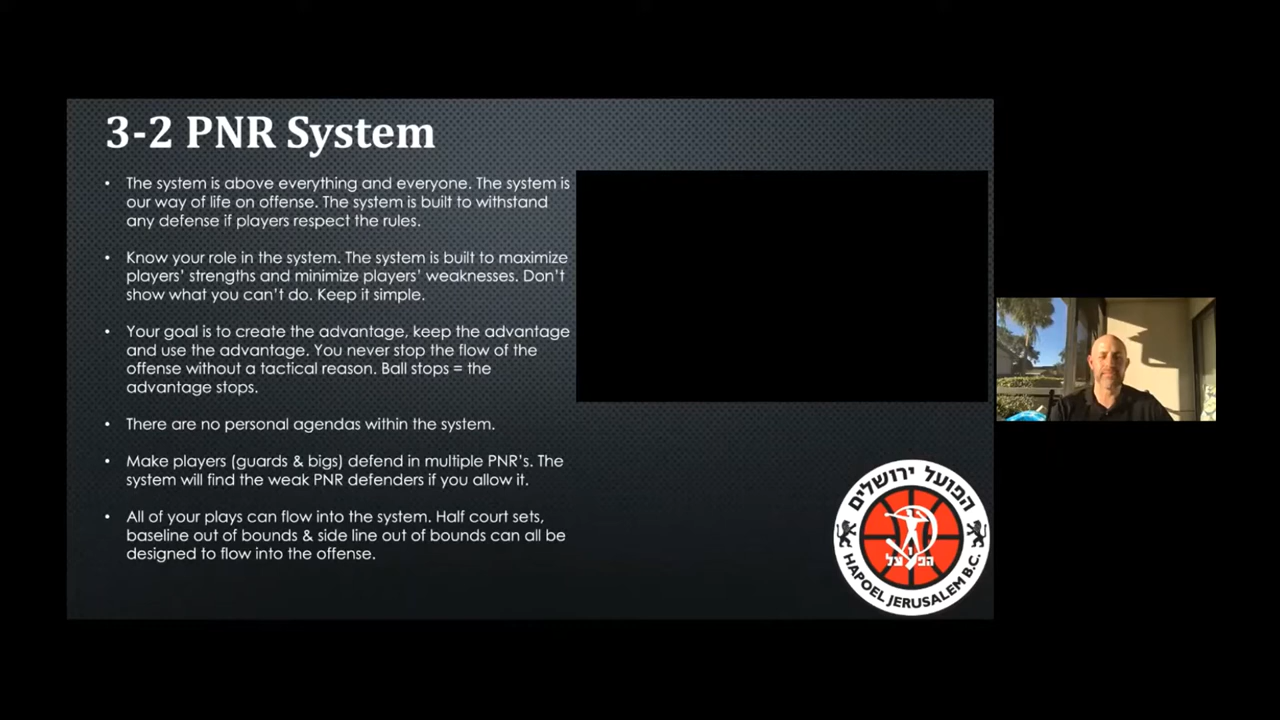 3-2 PNR System
• The system is above everything and everyone. The system is
our way of life on offense. The system is built to withstand
any defense if players respect the rules.
• Know your role in the system. The system is built to maximize
players' strengths and minimize players' weaknesses. Don't
show what you can't do. Keep it simple.
• Your goal is to create the advantage, keep the advantage
and use the advantage. You never stop the flow of the
offense without a tactical reason. Ball stops = the
advantage stops.
• There are no personal agendas within the system.
• Make players (guards & bigs) defend in multiple PNR's. The
system will find the weak PNR defenders if you allow it.
• All of your plays can flow into the system. Half court sets,
baseline out of bounds & side line out of bounds can all be
designed to flow into the offense.
הפועל ירושלים
הפועל
HAPOEL JERUSALEM B.C.